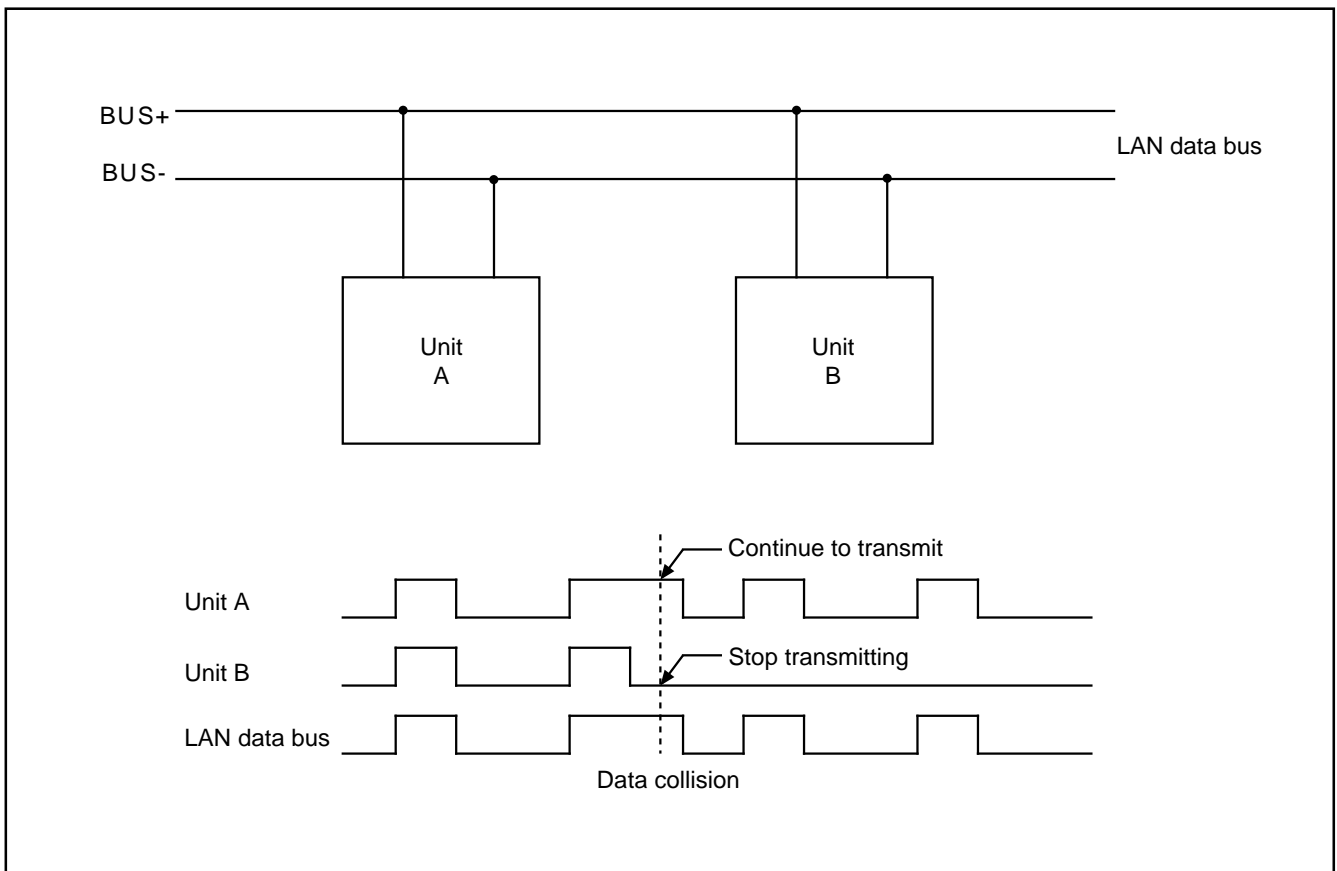 BUS+
LAN data bus
BUS-
Unit
A
Unit
B
Continue to transmit
Unit A
Stop transmitting
Unit B
LAN data bus
Data collision